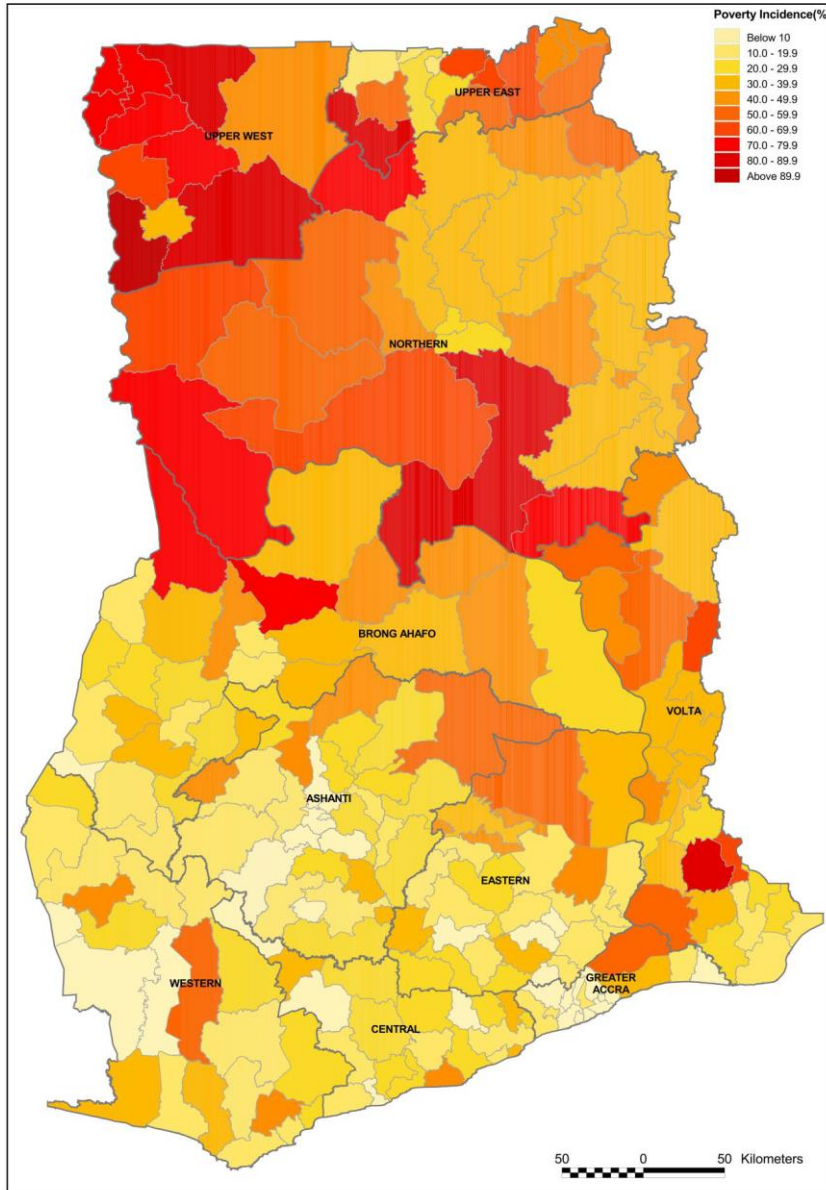 Poverty Incidence(%
Below 10
10.0 - 19.9
20.0 - 29.9
30.0 - 39.9
40.0 - 49.9
50.0 - 59.9
60.0 - 69.9
70.0 - 79.9
80.0 - 89.9
Above 89.9
UPPER EAST
UPPER WEST
NORTHERN
BRONG AHAFO
VOLTA
ASHANTI
EASTERN
WESTERN
GREATER
ACCRA
CENTRAL
50 0 50 Kilometers